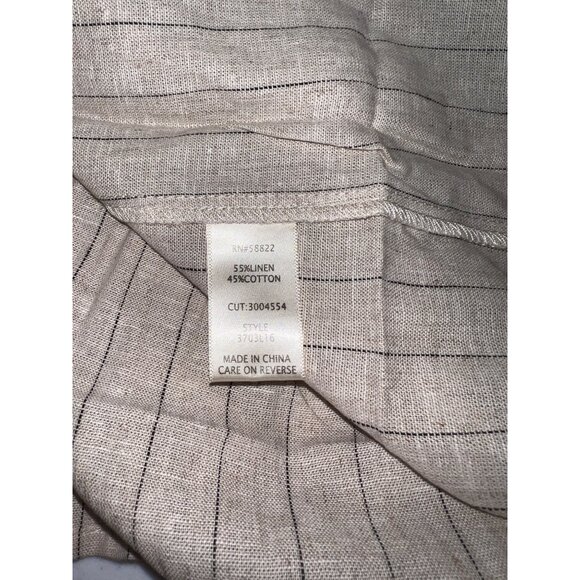 RN#58822
55%LINEN
45%COTTON
CUT:3004554
STYLE
3703L16
MADE IN CHINA
CARE ON REVERSE